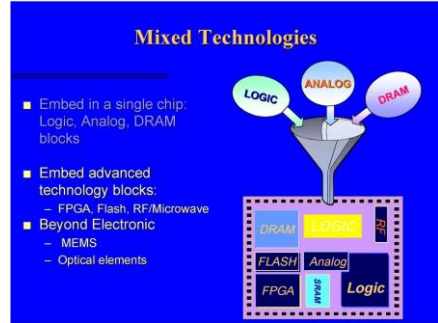 Mixed Technologies
Embed in a single chip:
Logic, Analog, DRAM
blocks
Embed advanced
technology blocks:
– FPGA, Flash, RF/Microwave
Beyond Electronic
– MEMS
– Optical elements
LOGIC
ANALOG
DRAM
DRAM
LOGIC
RF
FLASH
Analog
FPGA
SRAM
Logic